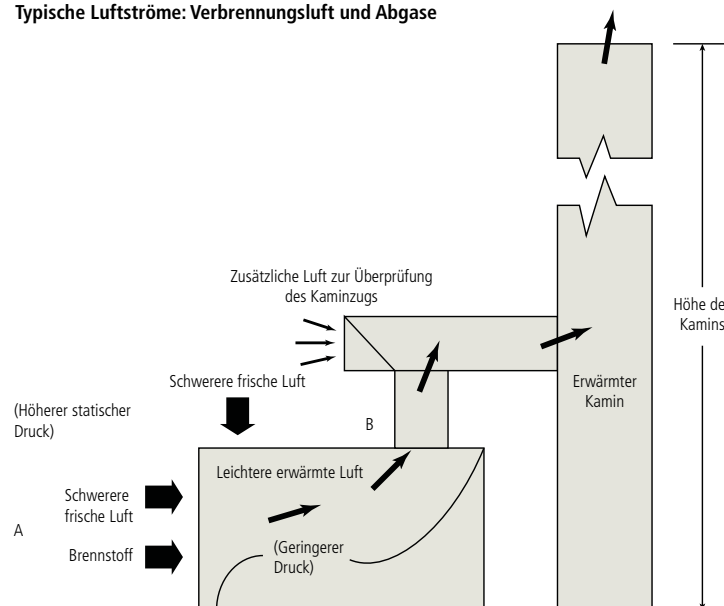 Typische Luftströme: Verbrennungsluft und Abgase
Zusätzliche Luft zur Überprüfung
des Kaminzugs
Höhe de
Kamins
Schwerere frische Luft
Erwärmter
Kamin
(Höherer statischer
Druck)
B
Leichtere erwärmte Luft
Schwerere
frische Luft
A
Brennstoff
(Geringerer
Druck)